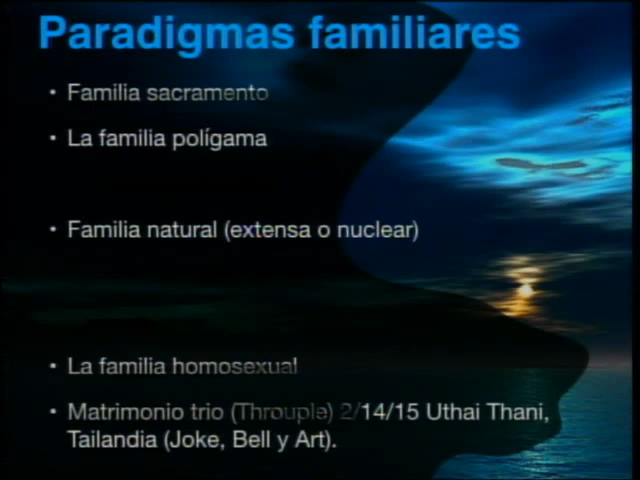 Paradigmas familiares
• Familia sacramento
• La familia polígama
• Familia natural (extensa o nuclear)
• La familia homosexual
• Matrimonio trio (Throuple) 2/14/15 Uthai Thani,
Tailandia (Joke, Bell y Art).